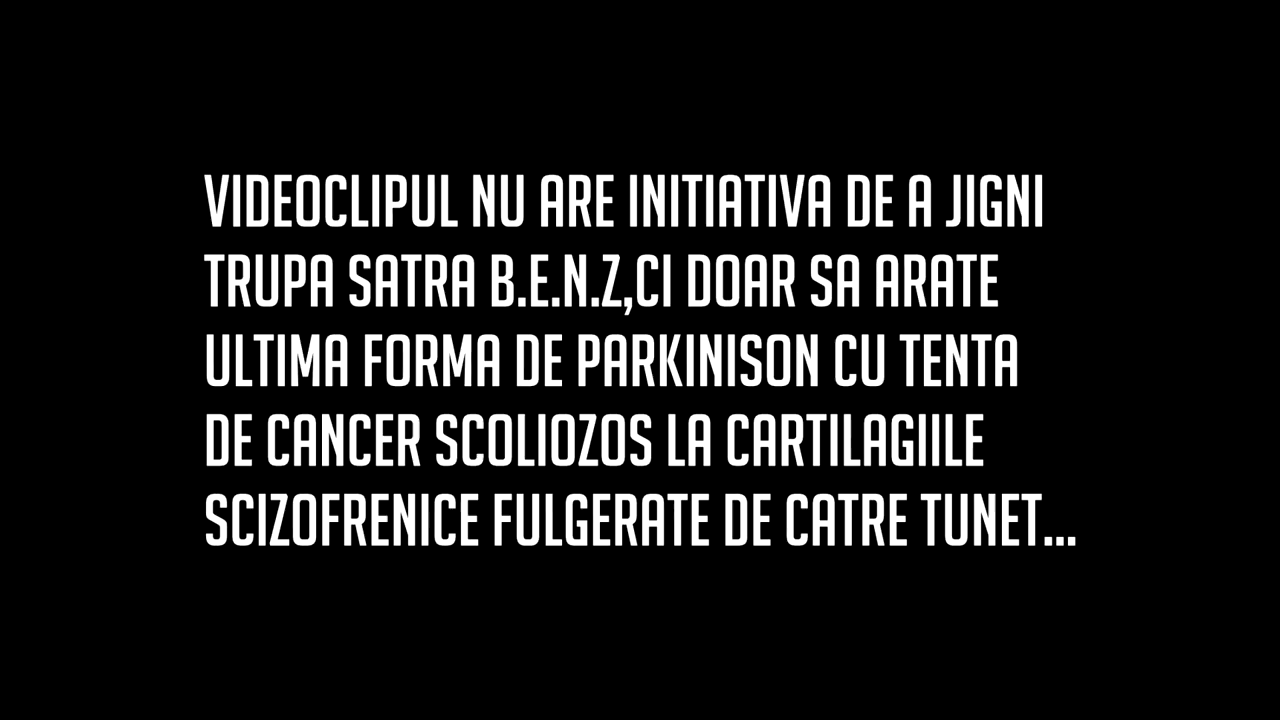 VIDEOCLIPUL NU ARE INITIATIVA DE A JIGNI
TRUPA SATRA B.E.N.Z,CI DOAR SA ARATE
ULTIMA FORMA DE PARKINISON CU TENTA
DE CANCER SCOLIOZOS LA CARTILAGIILE
SCIZOFRENICE FULGERATE DE CATRE TUNET...